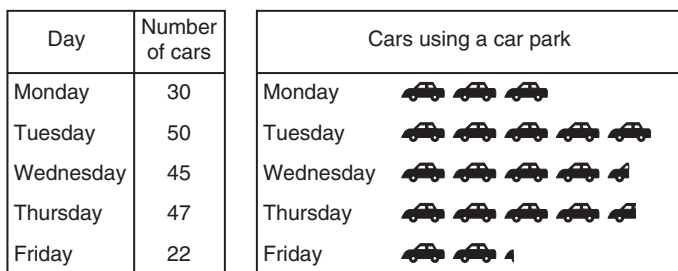 Day
Number
of cars
Monday 30
Tuesday 50
Wednesday 45
Thursday 47
Friday 22
Cars using a car park
Monday
Tuesday
Wednesday
Thursday
Friday